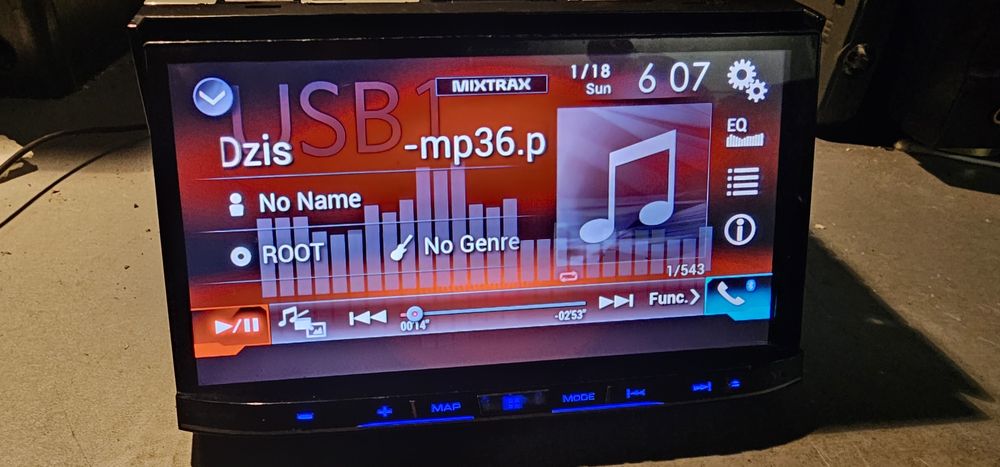 USB1
MIXTRAX
1/18
Sun
6 07
Dzis -mp36.p
EQ
No Name
ROOT
No Genre
1/543
Func.
00'14"
-02'53"
MAP
MODE